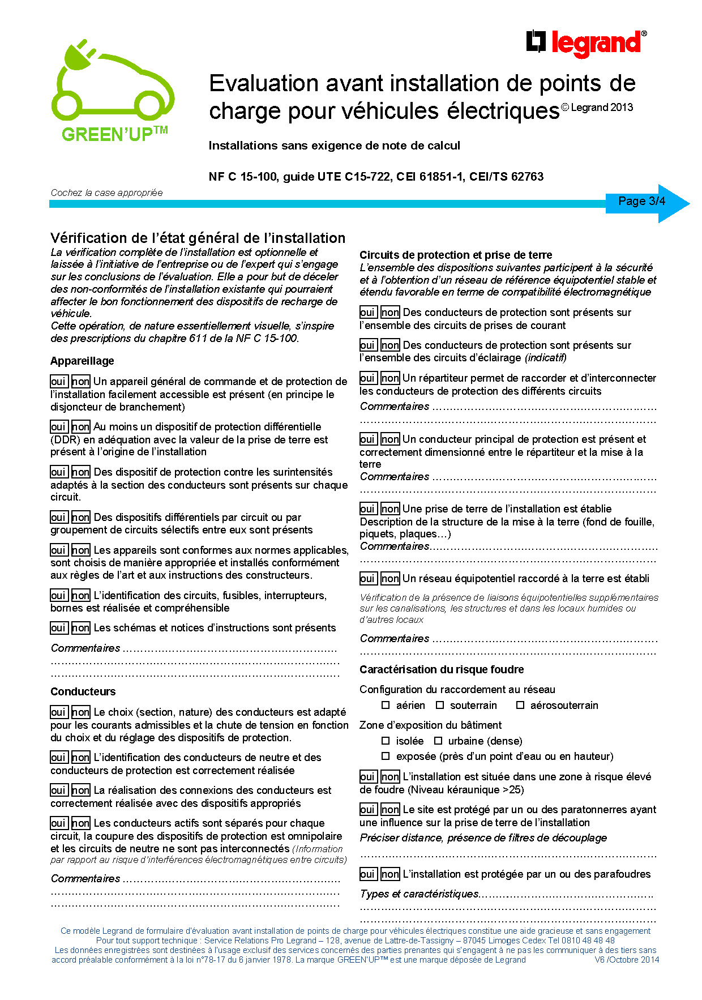 legrand®
Evaluation avant installation de points de
charge pour véhicules électriques© Legrand 2013
GREEN’UP™
Installations sans exigence de note de calcul
NF C 15-100, guide UTE C15-722, CEI 61851-1, CEI/TS 62763
Cochez la case appropriée
Page 3/4
Vérification de l’état général de l’installation
La vérification complète de l’installation est optionnelle et
laissée à l’initiative de l’entreprise ou de l’expert qui s’engage
sur les conclusions de l’évaluation. Elle a pour but de déceler
des non-conformités de l’installation existante qui pourraient
affecter le bon fonctionnement des dispositifs de recharge de
véhicule.
Cette opération, de nature essentiellement visuelle, s’inspire
des prescriptions du chapitre 611 de la NF C 15-100.
Appareillage
oui non Un appareil général de commande et de protection de
l’installation facilement accessible est présent (en principe le
disjoncteur de branchement)
oui non Au moins un dispositif de protection différentielle
(DDR) en adéquation avec la valeur de la prise de terre est
présent à l’origine de l’installation
oui non Des dispositif de protection contre les surintensités
adaptés à la section des conducteurs sont présents sur chaque
circuit.
oui non Des dispositifs différentiels par circuit ou par
groupement de circuits sélectifs entre eux sont présents
oui non Les appareils sont conformes aux normes applicables,
sont choisis de manière appropriée et installés conformément
aux règles de l’art et aux instructions des constructeurs.
oui non L’identification des circuits, fusibles, interrupteurs,
bornes est réalisée et compréhensible
oui non Les schémas et notices d’instructions sont présents
Commentaires ……………………………………………………
………………………………………………………………………
………………………………………………………………………
Conducteurs
oui non Le choix (section, nature) des conducteurs est adapté
pour les courants admissibles et la chute de tension en fonction
du choix et du réglage des dispositifs de protection.
oui non L’identification des conducteurs de neutre et des
conducteurs de protection est correctement réalisée
oui non La réalisation des connexions des conducteurs est
correctement réalisée avec des dispositifs appropriés
oui non Les conducteurs actifs sont séparés pour chaque
circuit, la coupure des dispositifs de protection est omnipolaire
et les circuits de neutre ne sont pas interconnectés (Information
par rapport au risque d’interférences électromagnétiques entre circuits)
Commentaires ……………………………………………………
………………………………………………………………………
………………………………………………………………………
Circuits de protection et prise de terre
L’ensemble des dispositions suivantes participent à la sécurité
et à l’obtention d’un réseau de référence équipotentiel stable et
étendu favorable en terme de compatibilité électromagnétique
oui non Des conducteurs de protection sont présents sur
l’ensemble des circuits de prises de courant
oui non Des conducteurs de protection sont présents sur
l’ensemble des circuits d’éclairage (indicatif)
oui non Un répartiteur permet de raccorder et d’interconnecter
les conducteurs de protection des différents circuits
Commentaires ………………………………………………………
…………………………………………………………………………
oui non Un conducteur principal de protection est présent et
correctement dimensionné entre le répartiteur et la mise à la
terre
Commentaires ………………………………………………………
…………………………………………………………………………
oui non Une prise de terre de l’installation est établie
Description de la structure de la mise à la terre (fond de fouille,
piquets, plaques…)
Commentaires………………………………………………………
…………………………………………………………………………
oui non Un réseau équipotentiel raccordé à la terre est établi
Vérification de la présence de liaisons équipotentielles supplémentaires
sur les canalisations, les structures et dans les locaux humides ou
d’autres locaux
Commentaires ………………………………………………………
…………………………………………………………………………
Caractérisation du risque foudre
Configuration du raccordement au réseau
□ aérien □ souterrain □ aérosouterrain
Zone d’exposition du bâtiment
□ isolée □ urbaine (dense)
□ exposée (près d’un point d’eau ou en hauteur)
oui non L’installation est située dans une zone à risque élevé
de foudre (Niveau kéraunique >25)
oui non Le site est protégé par un ou des paratonnerres ayant
une influence sur la prise de terre de l’installation
Préciser distance, présence de filtres de découplage
…………………………………………………………………………
oui non L’installation est protégée par un ou des parafoudres
Types et caractéristiques…………………………………………
…………………………………………………………………………
…………………………………………………………………………
Ce modèle Legrand de formulaire d’évaluation avant installation de points de charge pour véhicules électriques constitue une aide gracieuse et sans engagement
Pour tout support technique : Service Relations Pro Legrand – 128, avenue de Lattre-de-Tassigny – 87045 Limoges Cedex Tel 0810 48 48 48
Les données enregistrées sont destinées à l’usage exclusif des services concernés des parties prenantes qui s’engagent à ne pas les communiquer à des tiers sans
accord préalable conformément à la loi n°78-17 du 6 janvier 1978. La marque GREEN’UP™ est une marque déposée de Legrand V6 /Octobre 2014